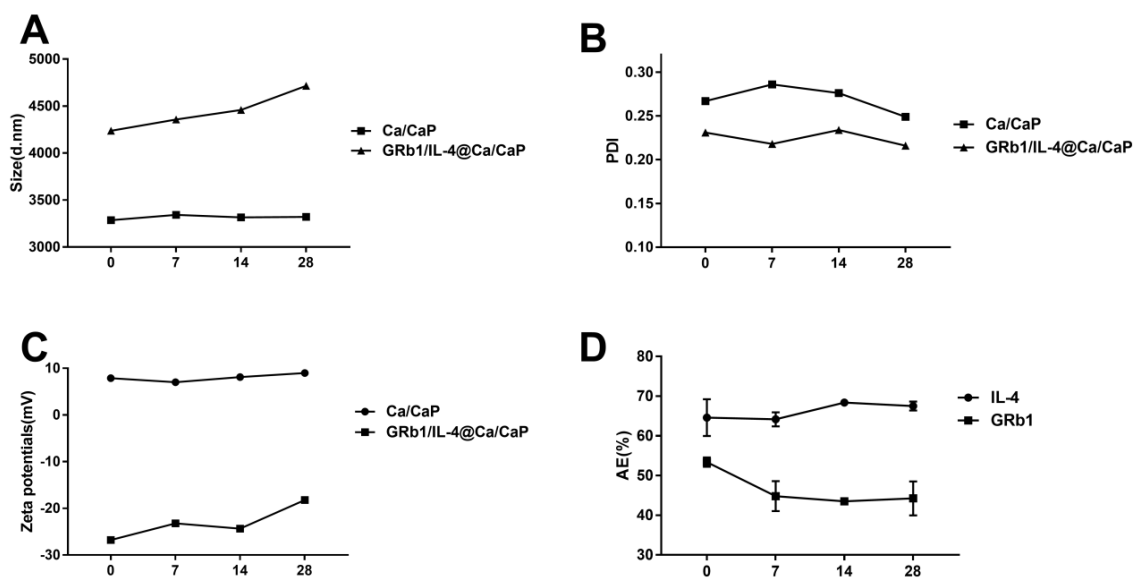 A
Size(d.nm)
5000
4500
4000
3500
3000
0 7 14 28
Ca/CaP
GRb1/IL-4@Ca/CaP
B
PDI
0.30
0.25
0.20
0.10
0 7 14 28
Ca/CaP
GRb1/IL-4@Ca/CaP
C
Zeta potentials(mV)
10
0
-10
-20
-30
0 7 14 28
Ca/CaP
GRb1/IL-4@Ca/CaP
D
AE(%)
80
70
60
50
40
30
0 7 14 28
IL-4
GRb1